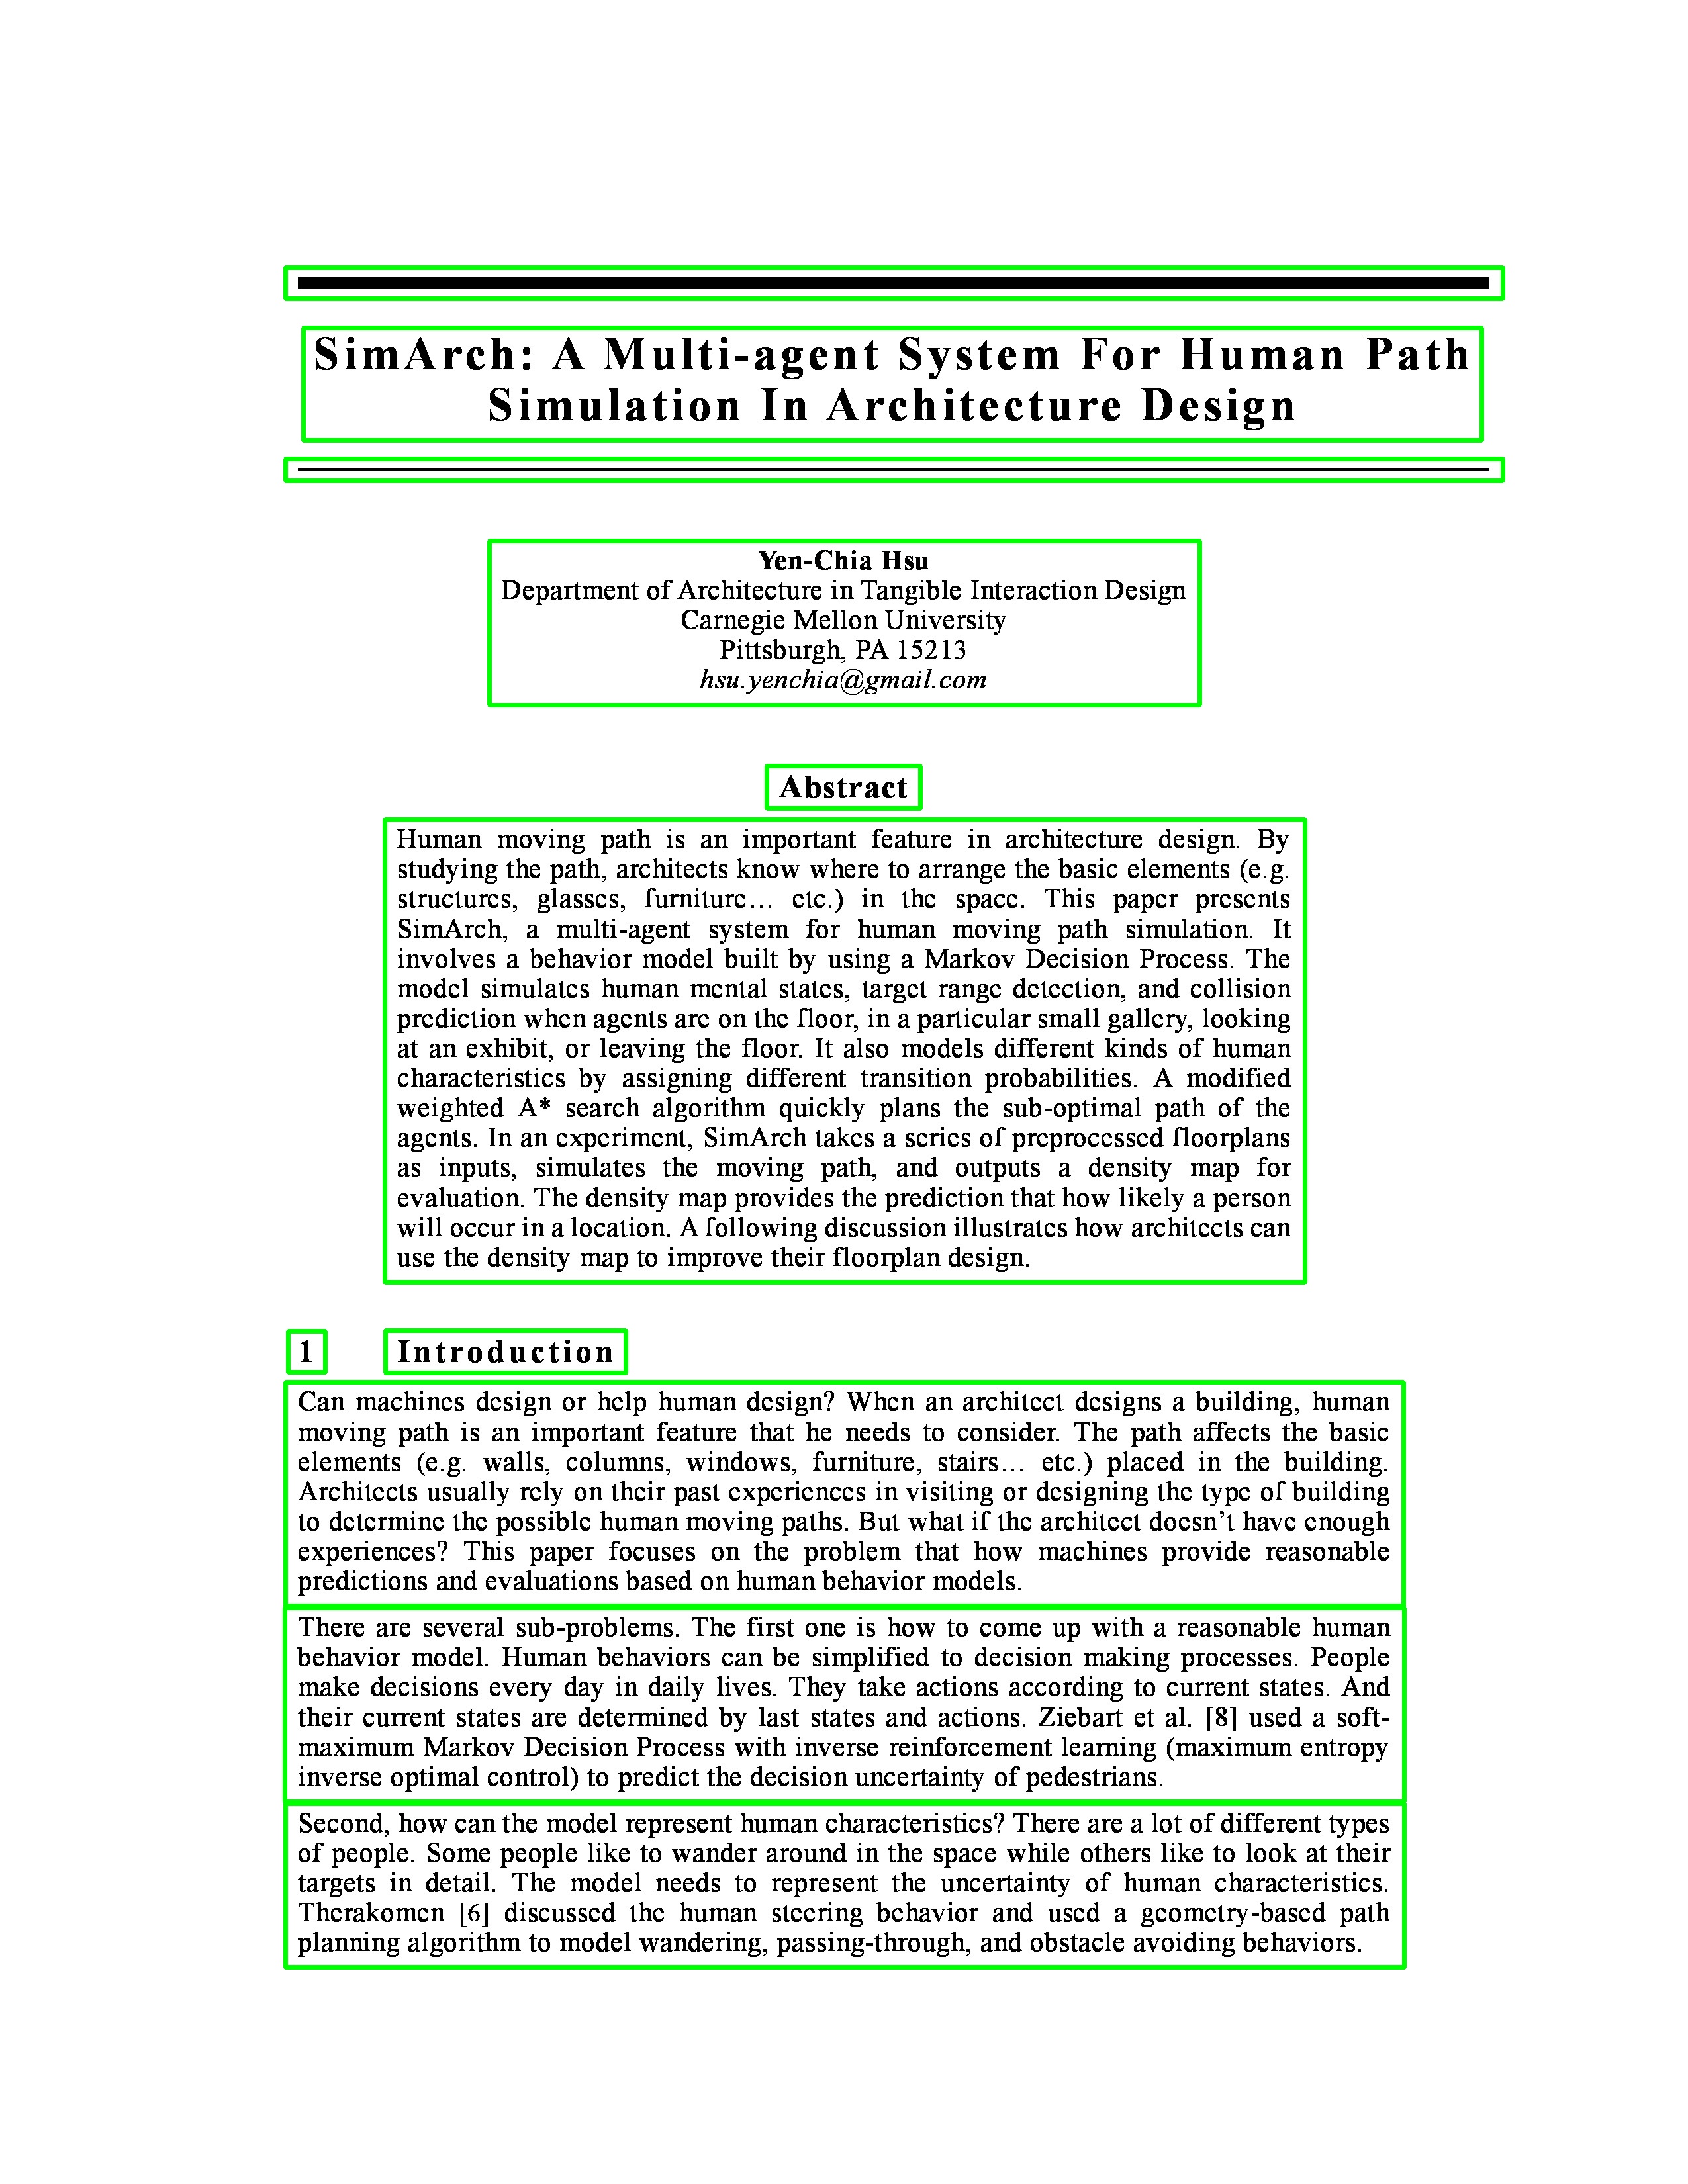 SimArch: A Multi-agent System For Human Path
Simulation In Architecture Design
Yen-Chia Hsu
Department of Architecture in Tangible Interaction Design
Carnegie Mellon University
Pittsburgh, PA 15213
hsu.yenchia@gmail.com
Abstract
Human moving path is an important feature in architecture design. By
studying the path, architects know where to arrange the basic elements (e.g.
structures, glasses, furniture… etc.) in the space. This paper presents
SimArch, a multi-agent system for human moving path simulation. It
involves a behavior model built by using a Markov Decision Process. The
model simulates human mental states, target range detection, and collision
prediction when agents are on the floor, in a particular small gallery, looking
at an exhibit, or leaving the floor. It also models different kinds of human
characteristics by assigning different transition probabilities. A modified
weighted A* search algorithm quickly plans the sub-optimal path of the
agents. In an experiment, SimArch takes a series of preprocessed floorplans
as inputs, simulates the moving path, and outputs a density map for
evaluation. The density map provides the prediction that how likely a person
will occur in a location. A following discussion illustrates how architects can
use the density map to improve their floorplan design.
1 Introduction
Can machines design or help human design? When an architect designs a building, human
moving path is an important feature that he needs to consider. The path affects the basic
elements (e.g. walls, columns, windows, furniture, stairs… etc.) placed in the building.
Architects usually rely on their past experiences in visiting or designing the type of building
to determine the possible human moving paths. But what if the architect doesn’t have enough
experiences? This paper focuses on the problem that how machines provide reasonable
predictions and evaluations based on human behavior models.
There are several sub-problems. The first one is how to come up with a reasonable human
behavior model. Human behaviors can be simplified to decision making processes. People
make decisions every day in daily lives. They take actions according to current states. And
their current states are determined by last states and actions. Ziebart et al. [8] used a soft-
maximum Markov Decision Process with inverse reinforcement learning (maximum entropy
inverse optimal control) to predict the decision uncertainty of pedestrians.
Second, how can the model represent human characteristics? There are a lot of different types
of people. Some people like to wander around in the space while others like to look at their
targets in detail. The model needs to represent the uncertainty of human characteristics.
Therakomen [6] discussed the human steering behavior and used a geometry-based path
planning algorithm to model wandering, passing-through, and obstacle avoiding behaviors.